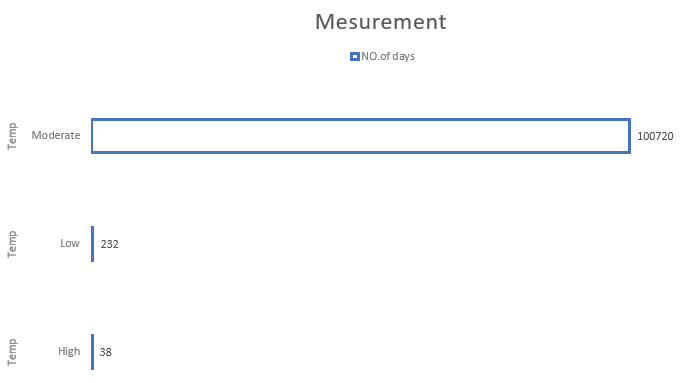 Mesurement
NO.of days
Temp
Moderate
100720
Temp
Low
232
Temp
High
38